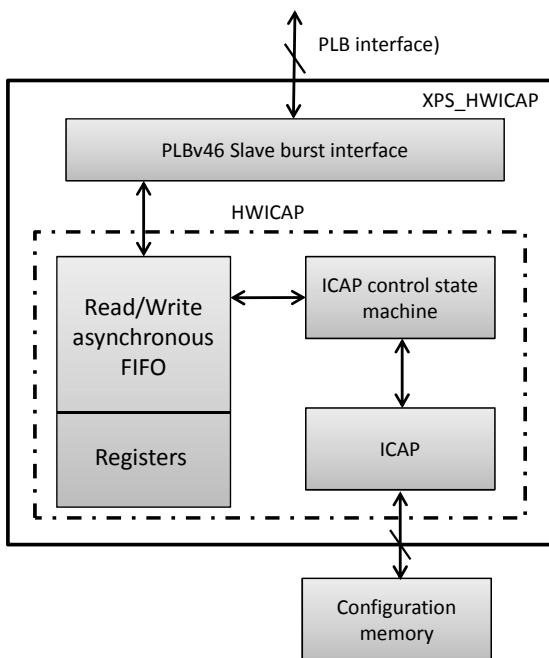 PLB interface)
XPS_HWICAP
PLBv46 Slave burst interface
HWICAP
Read/Write
asynchronous
FIFO
ICAP control state
machine
Registers
ICAP
Configuration
memory